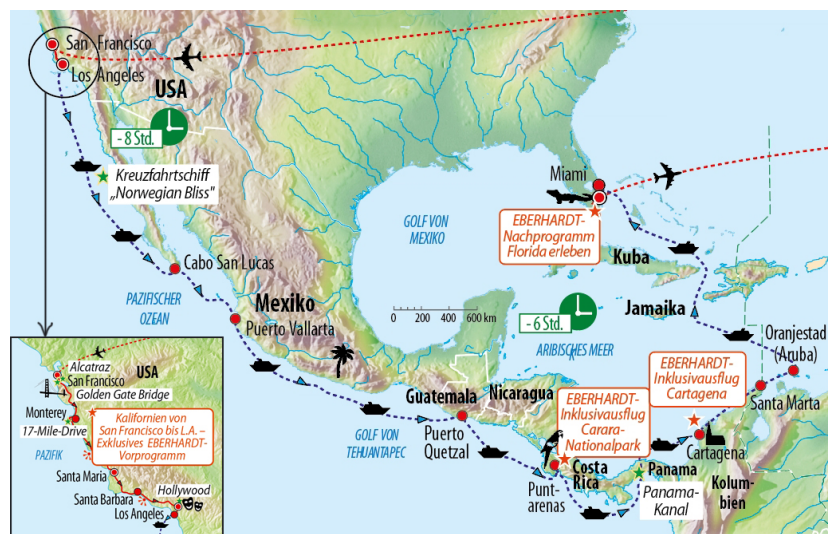 San Francisco
Los Angeles
USA
- 8 Std.
Kreuzfahrtschiff
„Norwegian Bliss"
Miami
GOLF VON
MEXIKO
EBERHARDT-
Nachprogramm
Florida erleben
Kuba
Cabo San Lucas
PAZIFISCHER
OZEAN
Mexiko
Puerto Vallarta
0 200 400 600 km
- 6 Std.
Jamaika
ARIBISCHES MEER
Oranjestad
(Aruba)
EBERHARDT-
Inklusivausflug
Cartagena
Santa Marta
Guatemala
Nicaragua
EBERHARDT-
Inklusivausflug
Carara-
Nationalpark
Puerto
Quetzal
GOLF VON
TEHUANTAPEC
Costa
Rica
Punt-
arenas
Panama
Panama-
Kanal
Cartagena
Kolum-
bien
Alcatraz
San Francisco
Golden Gate Bridge
USA
Monterey
17-Mile-Drive
Kalifornien von
San Francisco bis L.A. –
Exklusives EBERHARDT-
Vorprogramm
PAZIFIK
Santa Maria
Santa Barbara
Hollywood
Los Angeles